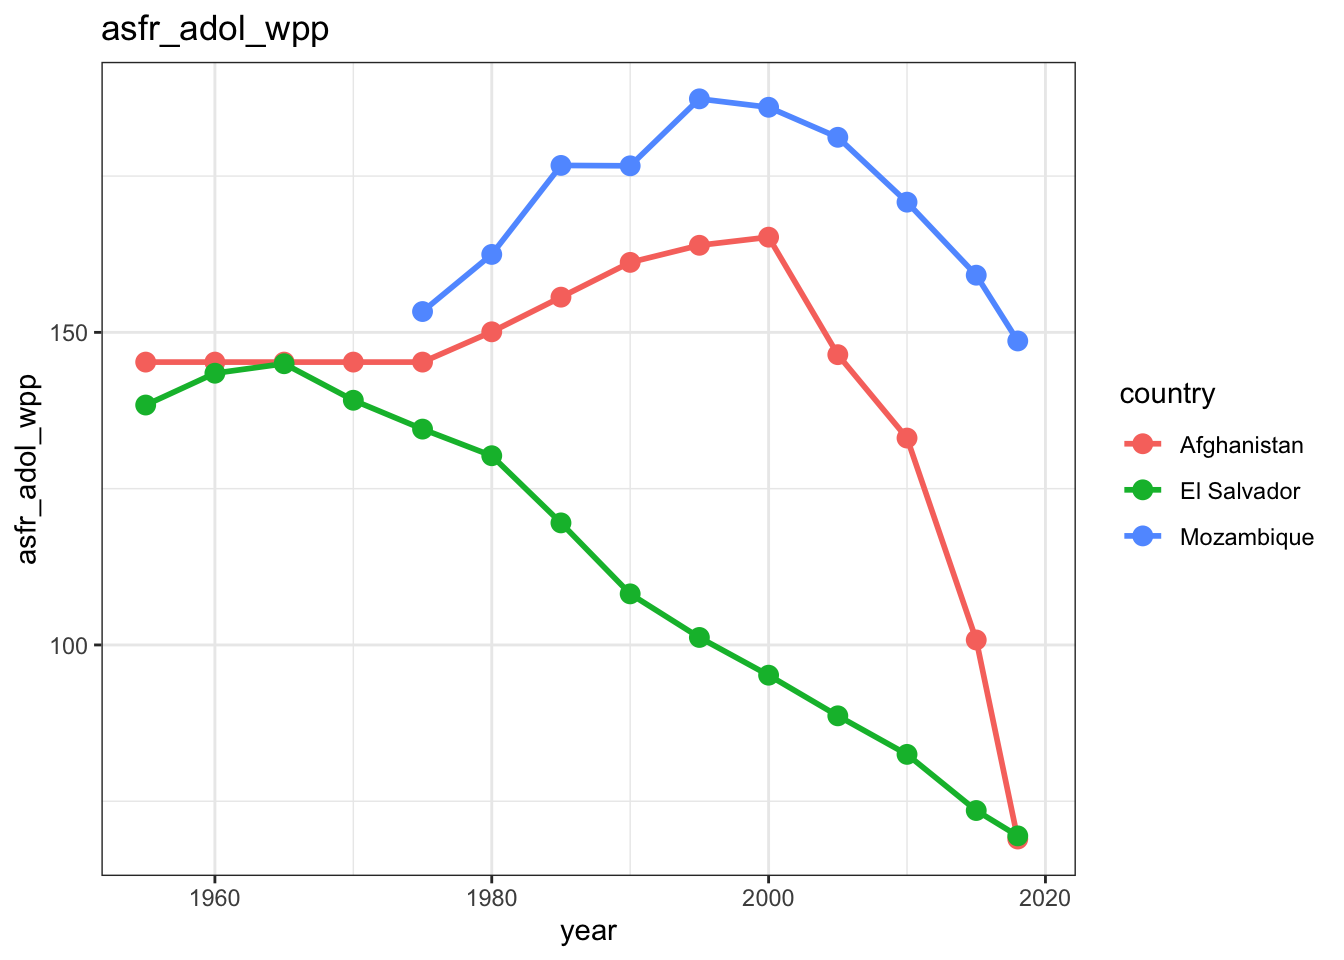 asfr_adol_wpp
asfr_adol_wpp
150
100
1960
1980
2000
2020
year
country
Afghanistan
El Salvador
Mozambique